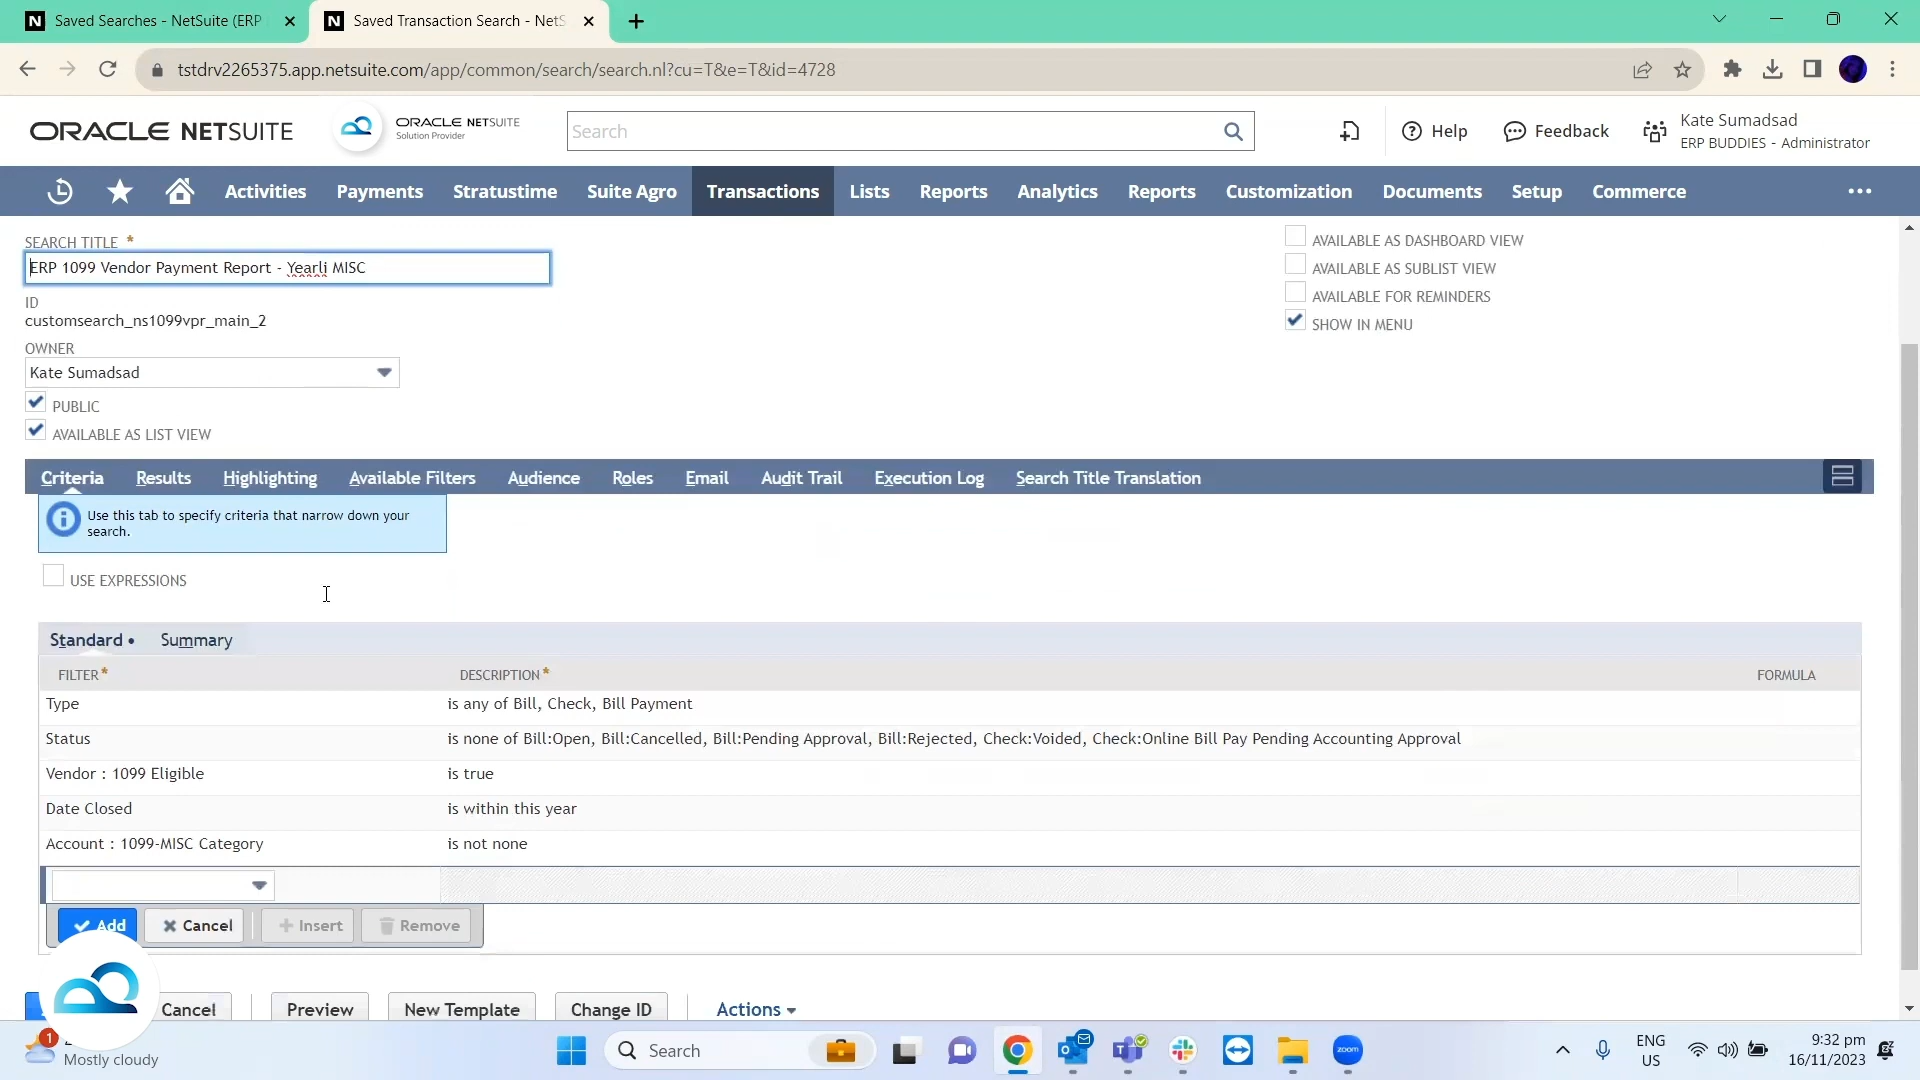 N Saved Searches - NetSuite (ERP
N Saved Transaction Search - NetS
tstdrv2265375.app.netsuite.com/app/common/search/search.nl?cu=T&e=T&id=4728
ORACLE NETSUITE
ORACLE NETSUITE
Solution Provider
Search
Help
Feedback
Kate Sumadsad
ERP BUDDIES - Administrator
Activities Payments Stratustime Suite Agro Transactions Lists Reports Analytics Reports Customization Documents Setup Commerce
SEARCH TITLE *
ERP 1099 Vendor Payment Report - Yearli MISC
ID
customsearch_ns1099vpr_main_2
OWNER
Kate Sumadsad
PUBLIC
AVAILABLE AS LIST VIEW
AVAILABLE AS DASHBOARD VIEW
AVAILABLE AS SUBLIST VIEW
AVAILABLE FOR REMINDERS
SHOW IN MENU
Criteria Results Highlighting Available Filters Audience Roles Email Audit Trail Execution Log Search Title Translation
Use this tab to specify criteria that narrow down your
search.
USE EXPRESSIONS
Standard • Summary
FILTER * DESCRIPTION * FORMULA
Type is any of Bill, Check, Bill Payment
Status is none of Bill:Open, Bill:Cancelled, Bill:Pending Approval, Bill:Rejected, Check:Voided, Check:Online Bill Pay Pending Accounting Approval
Vendor : 1099 Eligible is true
Date Closed is within this year
Account : 1099-MISC Category is not none
Add Cancel Insert Remove
Cancel Preview New Template Change ID Actions
1
Mostly cloudy
Search
zoom
ENG
US
9:32 pm
16/11/2023